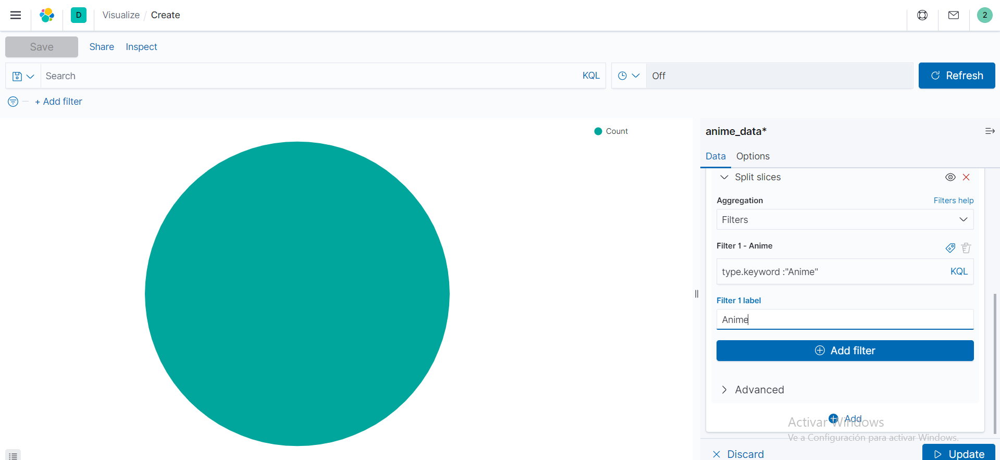 D Visualize / Create 2
Save Share Inspect
Search KQL Off Refresh
+ Add filter
Count
anime_data*
Data Options
Split slices
Aggregation Filters help
Filters
Filter 1 - Anime
type.keyword :"Anime" KQL
Filter 1 label
Anime
Add filter
Advanced
Add
Activar Windows
Ve a Configuración para activar Windows.
Discard Update